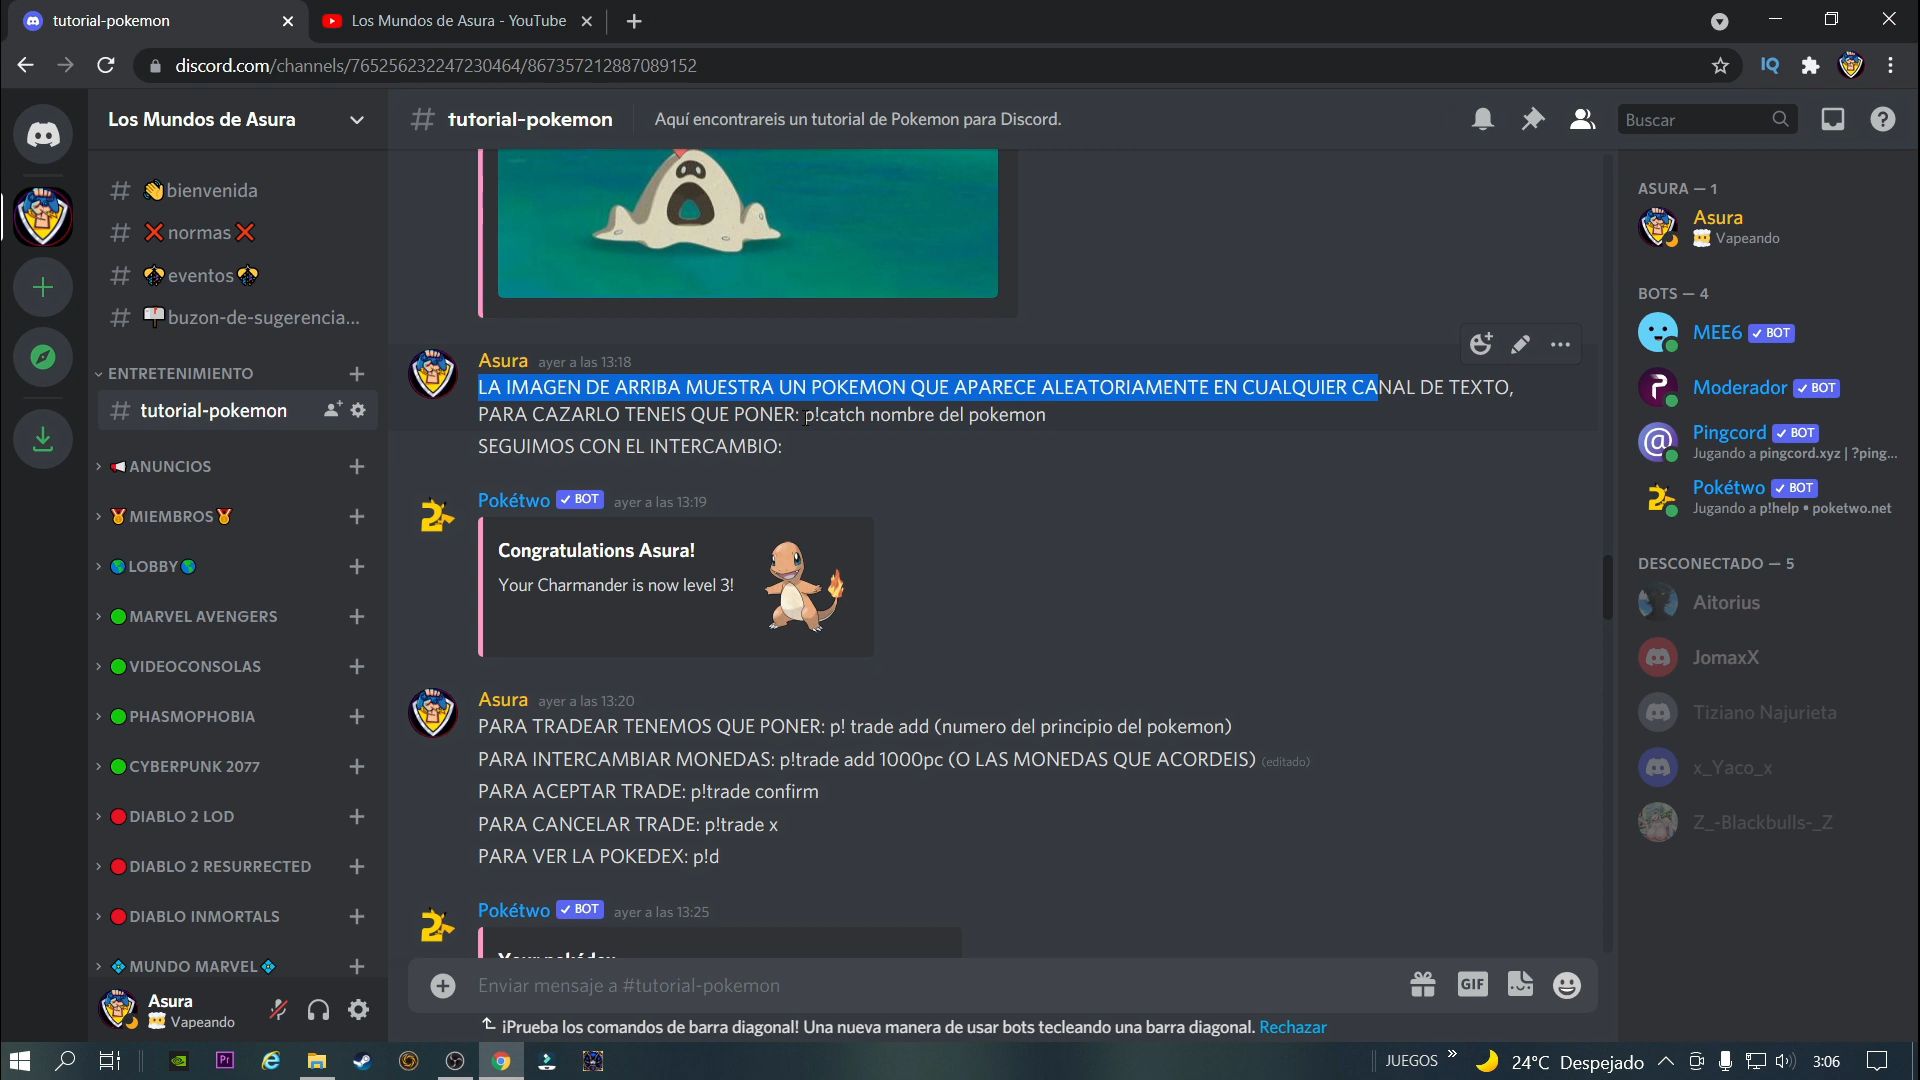 tutorial-pokemon
Los Mundos de Asura - YouTube
discord.com/channels/765256232247230464/867357212887089152
IQ
Los Mundos de Asura
tutorial-pokemon
Aquí encontrareis un tutorial de Pokemon para Discord.
Buscar
bienvenida
normas
eventos
buzon-de-sugerencia...
ENTRETENIMIENTO
tutorial-pokemon
ANUNCIOS
MIEMBROS
LOBBY
MARVEL AVENGERS
VIDEOCONSOLAS
PHASMOPHOBIA
CYBERPUNK 2077
DIABLO 2 LOD
DIABLO 2 RESURRECTED
DIABLO INMORTALS
MUNDO MARVEL
Asura
Vapeando
Asura ayer a las 13:18
LA IMAGEN DE ARRIBA MUESTRA UN POKEMON QUE APARECE ALEATORIAMENTE EN CUALQUIER CANAL DE TEXTO,
PARA CAZARLO TENEIS QUE PONER: p!catch nombre del pokemon
SEGUIMOS CON EL INTERCAMBIO:
Pokétwo BOT ayer a las 13:19
Congratulations Asura!
Your Charmander is now level 3!
Asura ayer a las 13:20
PARA TRADEAR TENEMOS QUE PONER: p! trade add (numero del principio del pokemon)
PARA INTERCAMBIAR MONEDAS: p!trade add 1000pc (O LAS MONEDAS QUE ACORDEIS) (editado)
PARA ACEPTAR TRADE: p!trade confirm
PARA CANCELAR TRADE: p!trade x
PARA VER LA POKEDEX: p!d
Pokétwo BOT ayer a las 13:25
Your pokédex
Enviar mensaje a #tutorial-pokemon
GIF
¡Prueba los comandos de barra diagonal! Una nueva manera de usar bots tecleando una barra diagonal. Rechazar
ASURA — 1
Asura
Vapeando
BOTS — 4
MEE6 BOT
Moderador BOT
Pingcord BOT
Jugando a pingcord.xyz | ?ping...
Pokétwo BOT
Jugando a p!help • poketwo.net
DESCONECTADO — 5
Aitorius
JomaxX
Tiziano Najurieta
x_Yaco_x
Z_-Blackbulls-_Z
Pr
JUEGOS
24°C Despejado
3:06